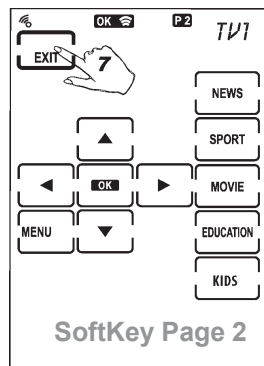 OK P2 TV1
EXIT 7
NEWS
SPORT
OK MOVIE
MENU EDUCATION
KIDS
SoftKey Page 2